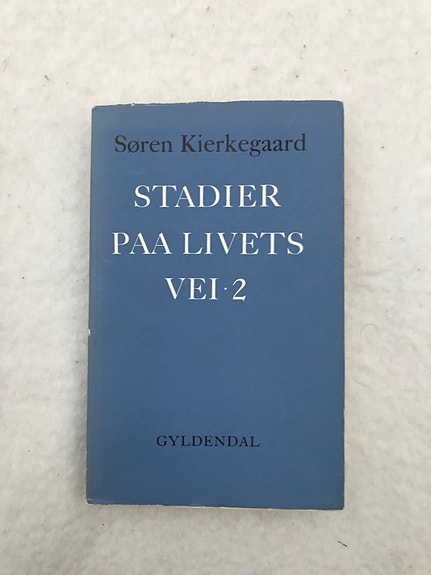 Søren Kierkegaard
STADIER
PAA LIVETS
VEI · 2
GYLDENDAL